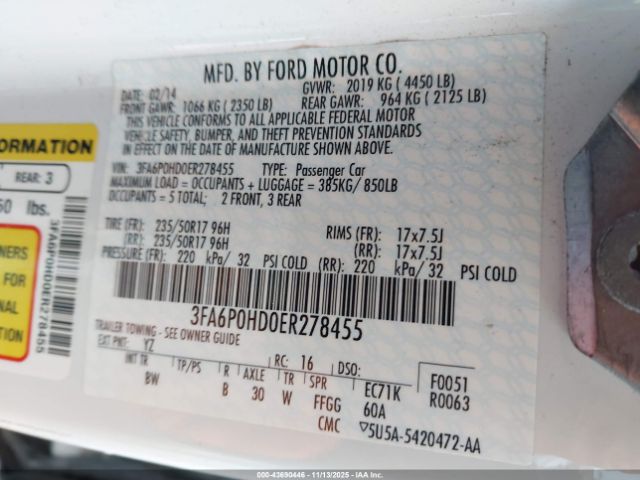 MFD. BY FORD MOTOR CO.
DATE: 02/14 GVWR: 2019 KG ( 4450 LB)
FRONT GAWR: 1066 KG ( 2350 LB) REAR GAWR: 964 KG ( 2125 LB)
THIS VEHICLE CONFORMS TO ALL APPLICABLE FEDERAL MOTOR
VEHICLE SAFETY, BUMPER, AND THEFT PREVENTION STANDARDS
IN EFFECT ON THE DATE OF MANUFACTURE SHOWN ABOVE.
VIN: 3FA6P0HD0ER278455 TYPE: Passenger Car
MAXIMUM LOAD = OCCUPANTS + LUGGAGE = 385KG/ 850LB
OCCUPANTS = 5 TOTAL; 2 FRONT, 3 REAR
TIRE (FR): 235/50R17 96H RIMS (FR): 17x7.5J
(RR): 235/50R17 96H (RR): 17x7.5J
PRESSURE (FR): 220 kPa/ 32 PSI COLD (RR): 220 kPa/ 32 PSI COLD
3FA6P0HD0ER278455
TRAILER TOWING - SEE OWNER GUIDE
EXT PNT: YZ RC: 16 DSO: F0051
INT TR TP/PS R AXLE TR SPR EC71K R0063
BW B 30 W FFGG 60A
CMC ▽5U5A-5420472-AA
FORMATION
REAR: 3
50 lbs.
3FA6P0HD0ER278455
NERS
FOR
NAL
TION
000-43690446 - 11/13/2025 - IAAI.COM